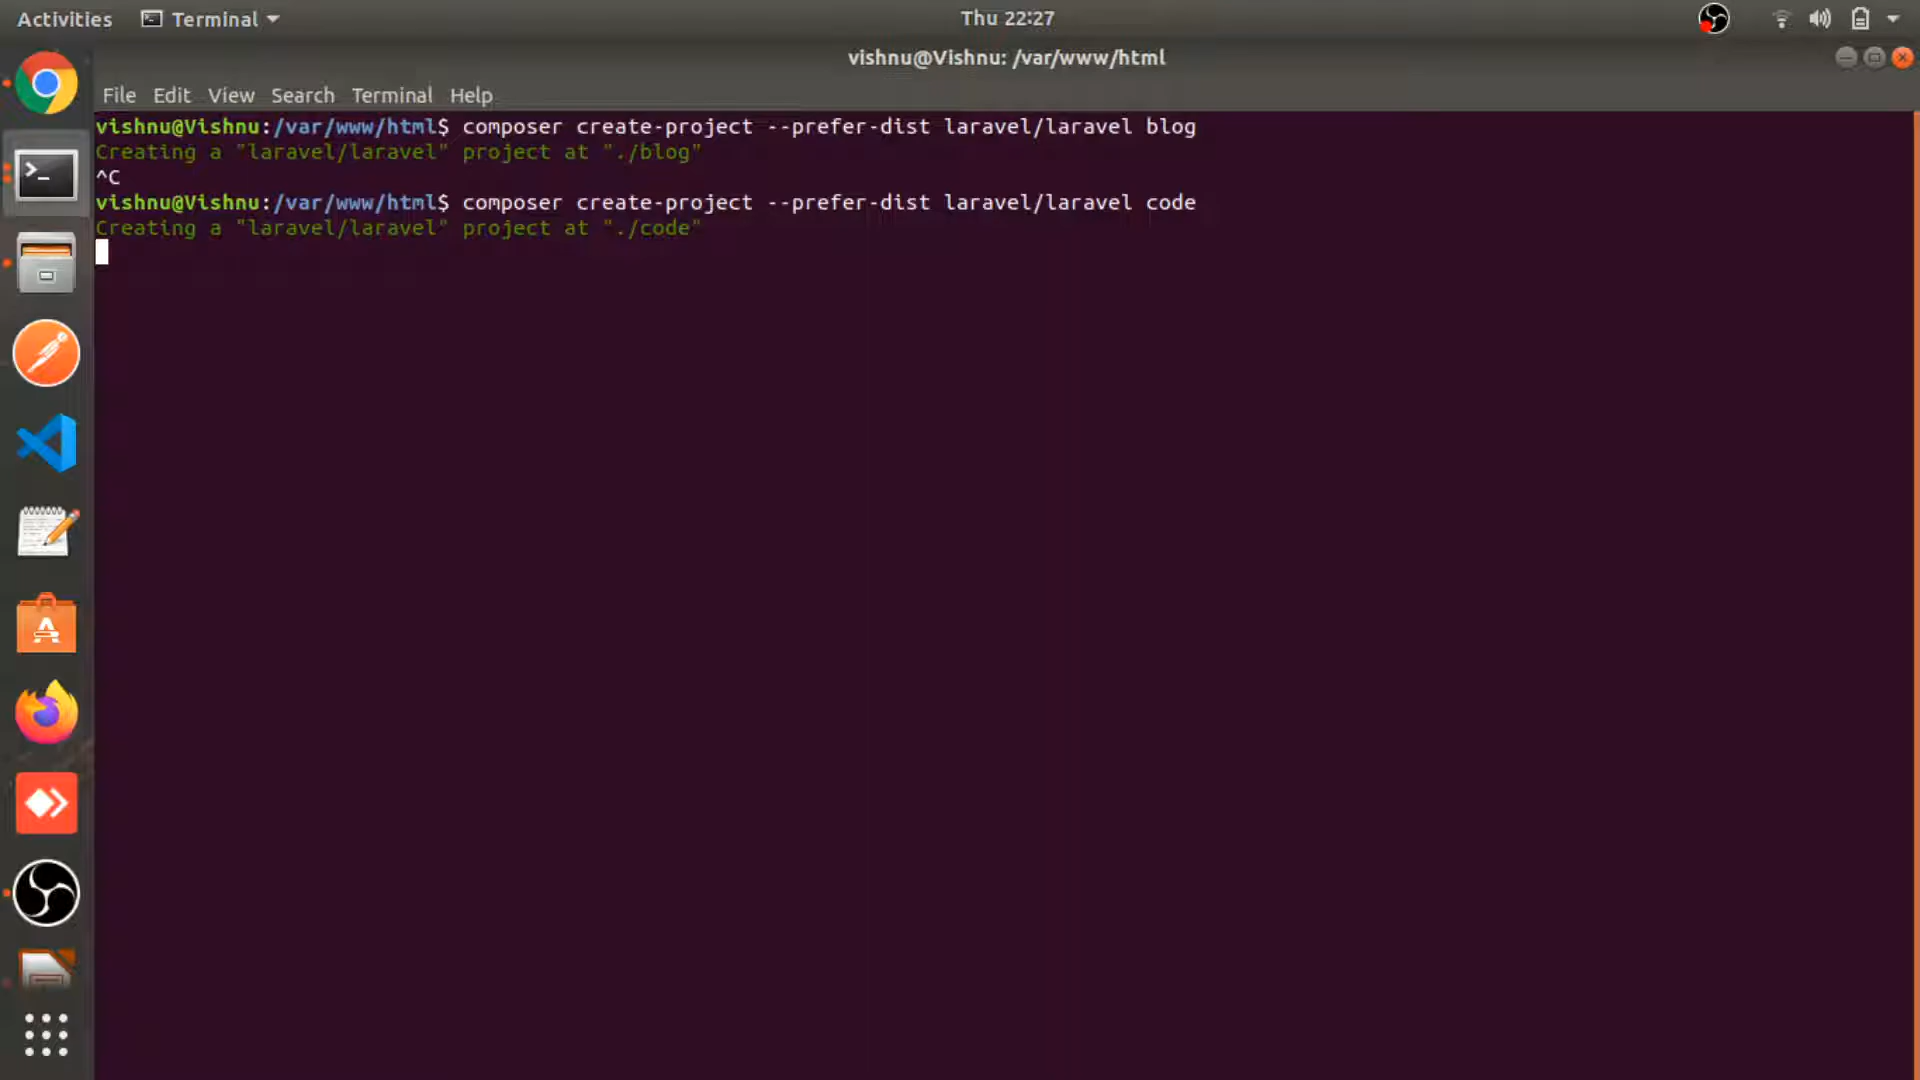 Activities Terminal Thu 22:27
vishnu@Vishnu: /var/www/html
File Edit View Search Terminal Help
vishnu@Vishnu:/var/www/html$ composer create-project --prefer-dist laravel/laravel blog
Creating a "laravel/laravel" project at "./blog"
^C
vishnu@Vishnu:/var/www/html$ composer create-project --prefer-dist laravel/laravel code
Creating a "laravel/laravel" project at "./code"